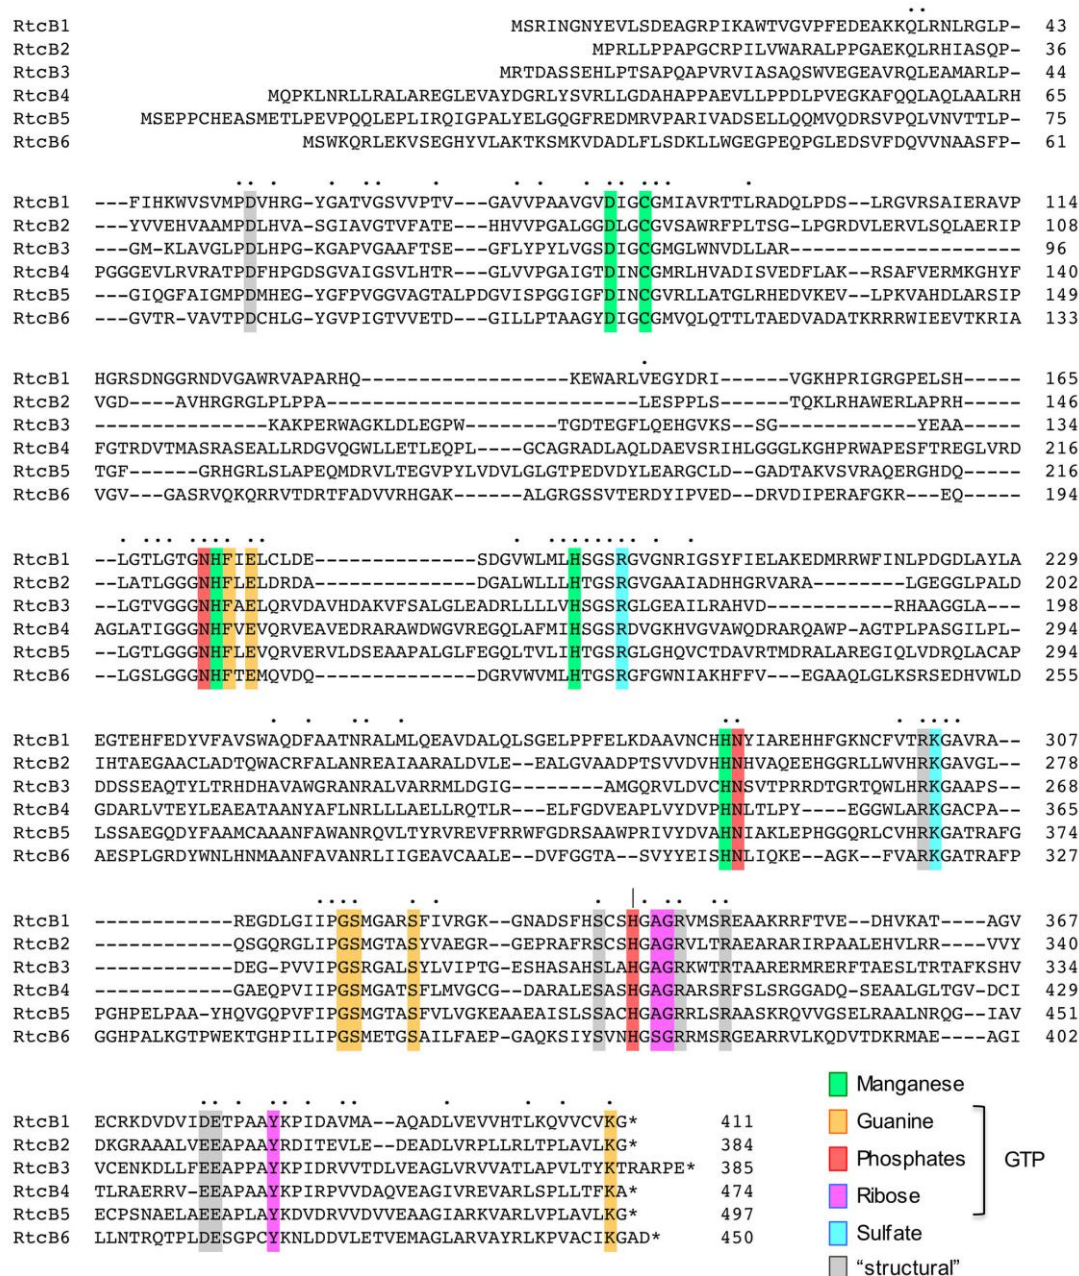 RtcB1 MSRINGNYEVLSDEAGRPIKAWTVGVPFEDEAKKQLRNLRGLP- 43
RtcB2 MPRLLPPAPGCRPILVWARALPPGAEKQLRHIASQP- 36
RtcB3 MRTDASSEHLPTSAPQAPVRVIASAQSWVEGEAVRQLEAMARLP- 44
RtcB4 MQPKLNRLLRALAREGLEVAYDGRLYSVRLLGDAHAPPAEVLLPPDLPVEGKAFQQLAQLAALRH 65
RtcB5 MSEPPCHEASMETLPEVPQQLEPLIRQIGPALYELGQGFREDMRVPARIVADSELLQQMVQDRSVPQLVNVTTLP- 75
RtcB6 MSWKQRLEKVSEGHYVLAKTKSMKVDADLFLSDKLLWGEGPEQPGLEDSVFDQVVNAASFP- 61
RtcB1 ---FIHKWVSVMPDVHRG-YGATVGSVVPTV---GAVVPAAVGVDIGCGMIAVRTTLRADQLPDS--LRGVRSAIERAVP 114
RtcB2 ---YVVEHVAAMPDLHVA-SGIAVGTVFATE---HHVVPGALGGDLGCGVSAWRFPLTSG-LPGRDVLERVLSQLAERIP 108
RtcB3 ---GM-KLAVGLPDLHPG-KGAPVGAAFTSE---GFLYPYLVGSDIGCGMGLWNVDLLAR-------------------- 96
RtcB4 PGGGEVLRVRATPDFHPGDSGVAIGSVLHTR---GLVVPGAIGTDINCGMRLHVADISVEDFLAK--RSAFVERMKGHYF 140
RtcB5 ---GIQGFAIGMPDMHEG-YGFPVGGVAGTALPDGVISPGGIGFDINCGVRLLATGLRHEDVKEV--LPKVAHDLARSIP 149
RtcB6 ---GVTR-VAVTPDCHLG-YGVPIGTVVETD---GILLPTAAGYDIGCGMVQLQTTLTAEDVADATKRRRWIEEVTKRIA 133
RtcB1 HGRSDNGGRNDVGAWRVAPARHQ------------------KEWARLVEGYDRI------VGKHPRIGRGPELSH----- 165
RtcB2 VGD-----AVHRGRGLPLPPA---------------------------LESPPLS-----TQKLRHAWERLAPRH----- 146
RtcB3 ---------------KAKPERWAGKLDLEGPW--------TGDTEGFLQEHGVKS--SG------------YEAA----- 134
RtcB4 FGTRDVTMASRASEALLRDGVQGWLLETLEQPL----GCAGRADLAQLDAEVSRIHLGGGLKGHPRWAPESFTREGLVRD 216
RtcB5 TGF-------GRHGRLSLAPEQMDRVLTEGVPYLVDVLGLGTPEDVDYLEARGCLD--GADTAKVSVRAQERGHDQ---- 216
RtcB6 VGV---GASRVQKQRRVTDRTFADVVRHGAK------ALGRGSSVTERDYIPVED--DRVDIPERAFGKR---EQ----- 194
RtcB1 --LGTLGTGNHFIELCLDE--------------SDGVWLMLHSGSRGVGNRIGSYFIELAKEDMRRWFINLPDGDLAYLA 229
RtcB2 --LATLGGGNHFLELDRDA--------------DGALWLLLHTGSRGVGAAIADHHGRVARA--------LGEGGLPALD 202
RtcB3 --LGTVGGGNHFAELQRVDAVHDAKVFSALGLEADRLLLLVHSGSRGLGEAILRAHVD-----------RHAAGGLA--- 198
RtcB4 AGLATIGGGNHFVEVQRVEAVEDRARAWDWGVREGQLAFMIHSGSRDVGKHVGVAWQDRARQAWP-AGTPLPASGILPL- 294
RtcB5 --LGTLGGGNHFLEVQRVERVLDSEAAPALGLFEGQLTVLIHTGSRGLGHQVCTDAVRTMDRALAREGIQLVDRQLACAP 294
RtcB6 --LGSLGGGNHFTEMQVDQ--------------DGRVWVMLHTGSRGFGWNIAKHFFV--EGAAQLGLKSRSEDHVWLD 255
RtcB1 EGTEHFEDYVFAVSWAQDFAATNRALMLQEAVDALQLSGELPPFELKDAAVNCHHNYIAREHHFGKNCFVTRKGAVRA-- 307
RtcB2 IHTAEGAACLADTQWACRFALANREAIAARALDVLE--EALGVAADPTSVVDVHHNHVAQEEHGGRLLWVHRKGAVGL-- 278
RtcB3 DDSSEAQTYLTRHDHAVAWGRANRALVARRMLDGIG--------AMGQRVLDVCHNSVTPRRDTGRTQWLHRKGAAPS-- 268
RtcB4 GDARLVTEYLEAEATAANYAFLNRLLLAELLRQTLR---ELFGDVEAPLVYDVPHNLTLPY----EGGWLARKGACPA-- 365
RtcB5 LSSAEGQDYFAAMCAAANFAWANRQVLTYRVREVFRRWFGDRSAAWPRIVYDVAHNIAKLEPHGGQRLCVHRKGATRAFG 374
RtcB6 AESPLGRDYWNLHNMAANFAVANRLIIGEAVCAALE--DVFGGTA--SVYYEISHNLIQKE--AGK--FVARKGATRAFP 327
RtcB1 ------------REGDLGIIPGSMGARSFIVRGK--GNADSFHSCSHGAGRVMSREAAKRRFTVE--DHVKAT----AGV 367
RtcB2 ------------QSGQRGLIPGSMGTASYVAEGR--GEPRAFRSCSHGAGRVLTRAEARARIRPAALEHVLRR---VVY 340
RtcB3 ------------DEG-PVVIPGSRGALSYLVIPTG-ESHASAHSLAHGAGRKWTRTAARERMRERFTAESLTRTAFKSHV 334
RtcB4 ------------GAEQPVIIPGSMGATSFLMVGCG--DARALESASHGAGRARSRFSLSRGGADQ-SEAALGLTGV-DCI 429
RtcB5 PGHPELPAA-YHQVGQPVFIPGSMGTASFVLVGKEAAEAISLSSACHGAGRRLSRAASKRQVVGSELRAALNRQG--IAV 451
RtcB6 GGHPALKGTPWEKTGHPILIPGSMETGSAILFAEP-GAQKSIYSVNHGSGRRMSRGEARRVLKQDVTDKRMAE----AGI 402
RtcB1 ECRKDVDVIDETPAAYKPIDAVMA--AQADLVEVVHTLKQVVCVKG* 411
RtcB2 DKGRAAALVEEAPPAYRDITEVLE--DEADLVRPLLRLTPLAVLKG* 384
RtcB3 VCENKDLLFEEAPPAYKPIDRVVTDLVEAGLVRVVATLAPVLTYKTRARPE* 385
RtcB4 TLRAERRV-EEAPAAYKPIRPVVDAQVEAGIVREVARLSPLLTFKA* 474
RtcB5 ECPSNAELAEEAPLAYKDVDRVVDVVEAAGIARKVARLVPLAVLKG* 497
RtcB6 LLNTRQTPLDESGPCYKNLDDVLETVEMAGLARVAYRLKPVACIKGAD* 450
Manganese
Guanine
Phosphates GTP
Ribose
Sulfate
“structural”